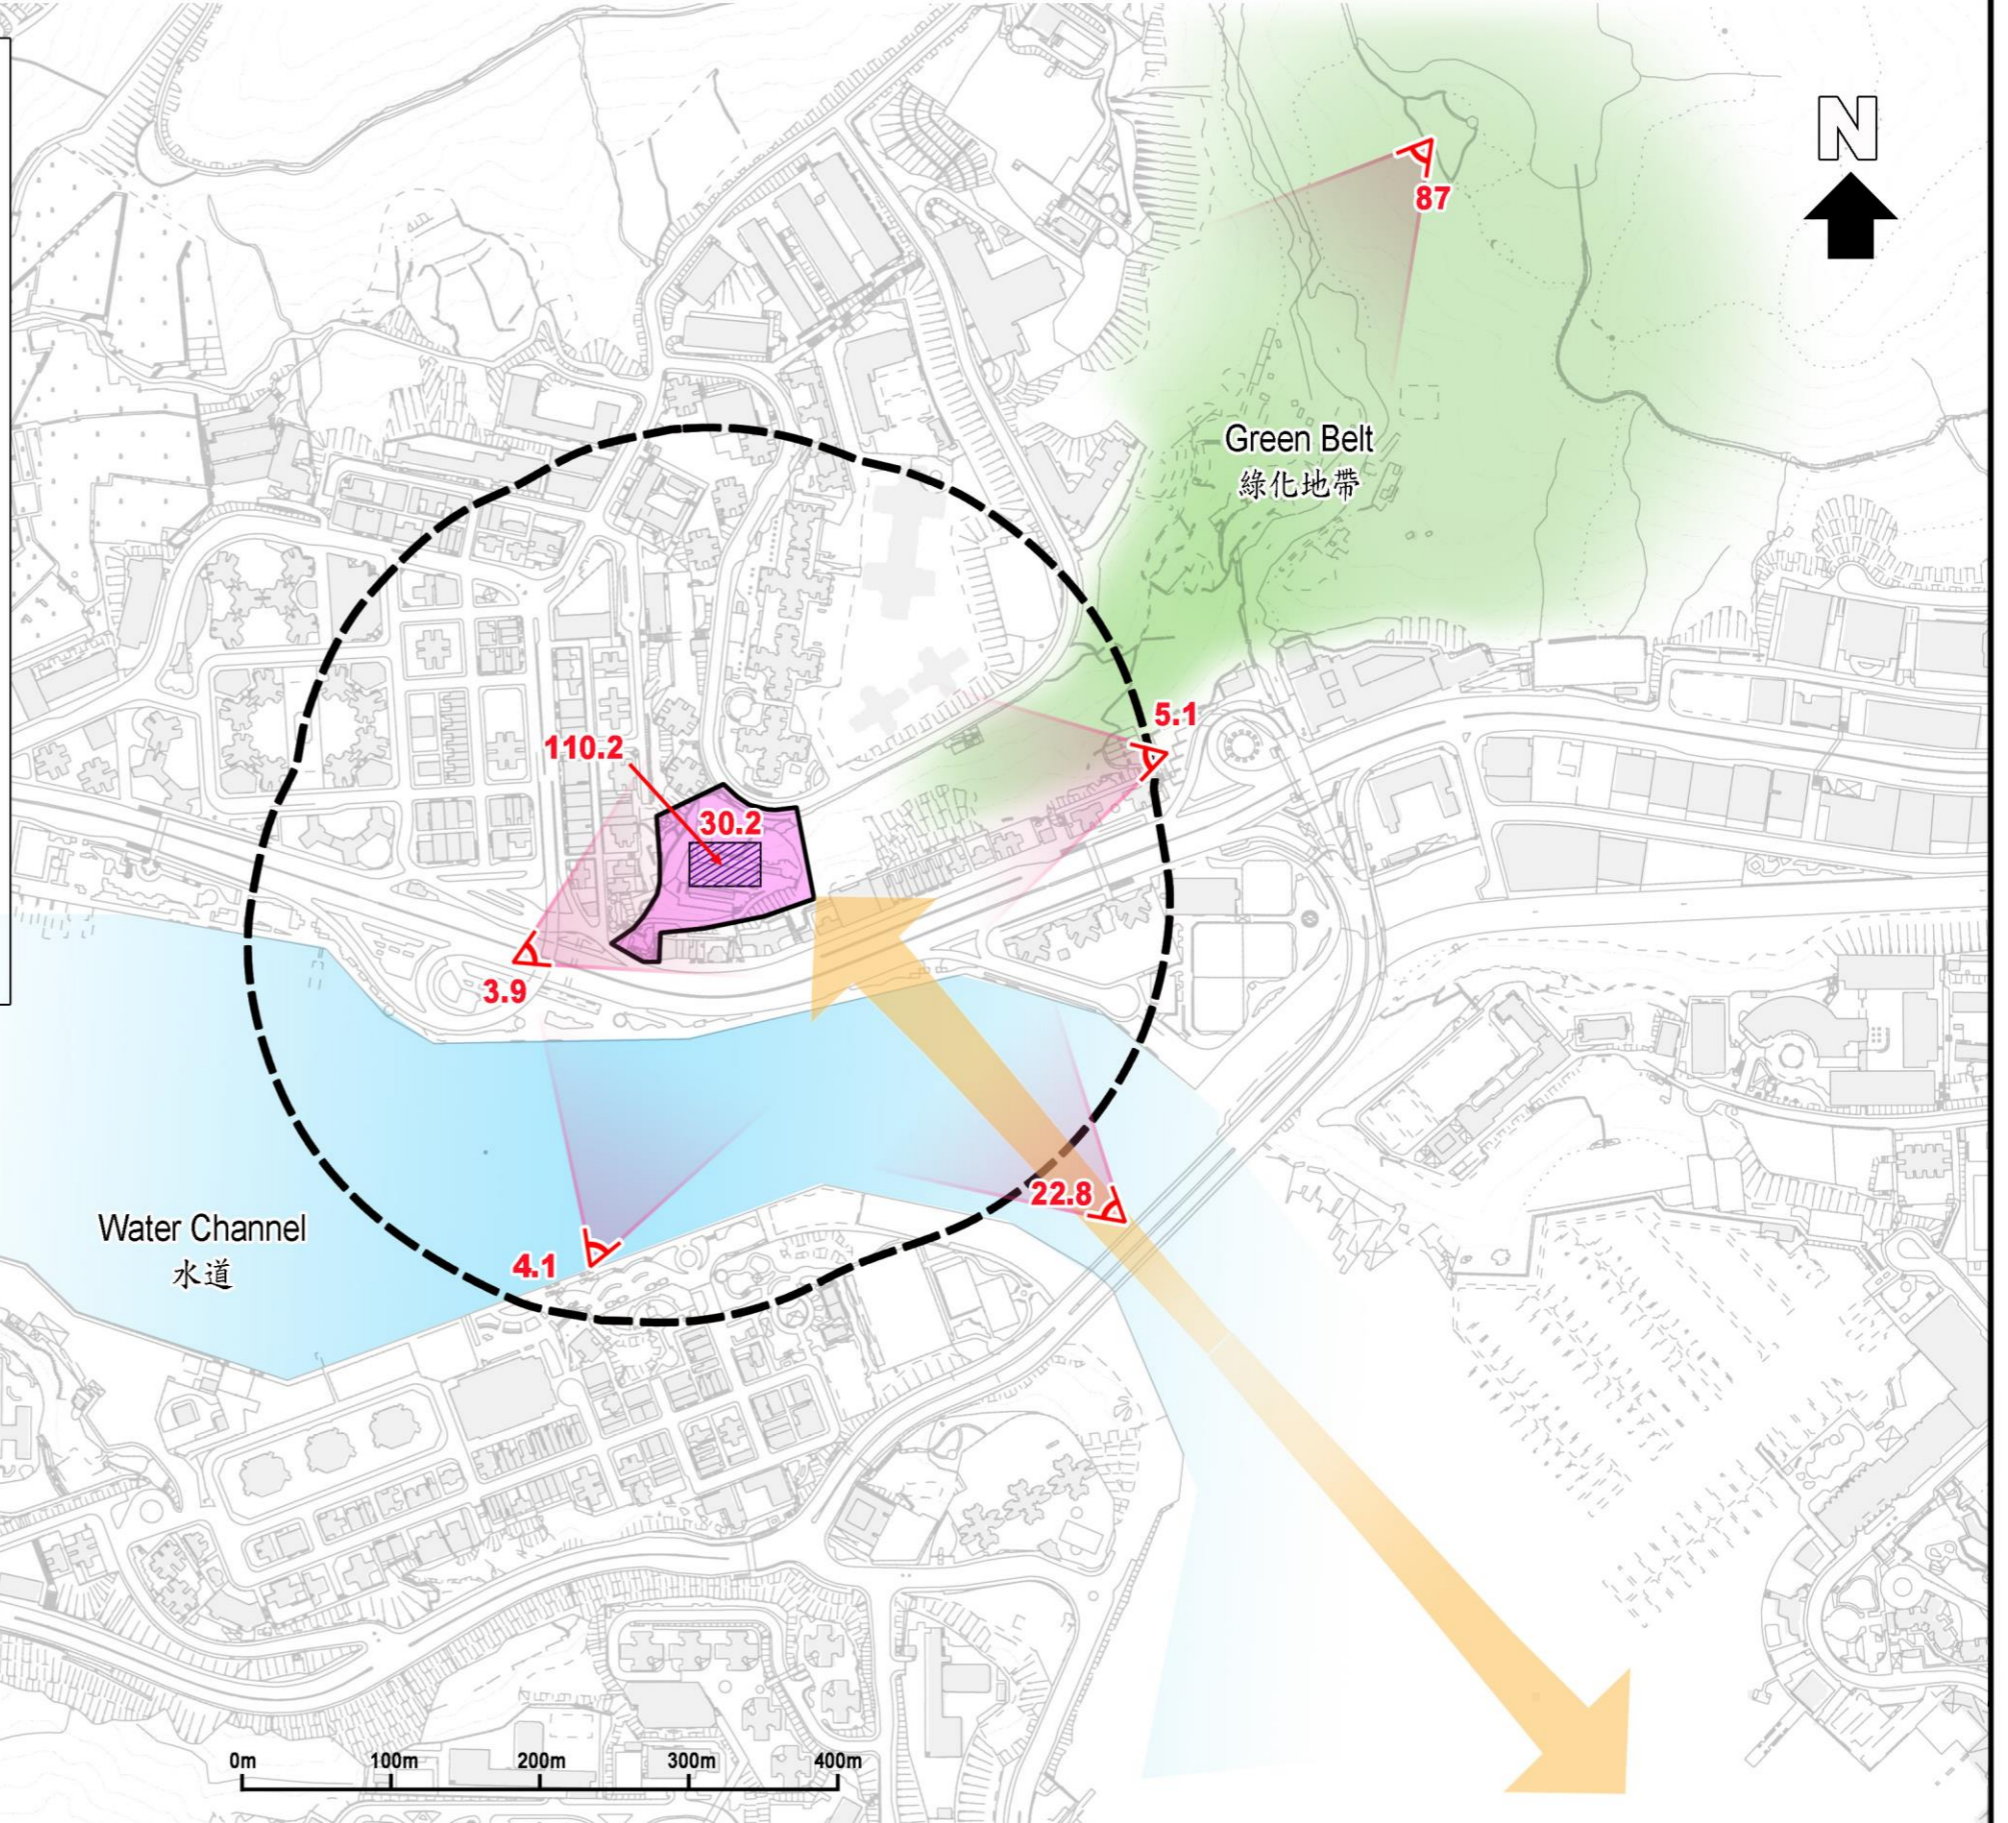 N
87
Green Belt
綠化地帶
5.1
110.2
30.2
3.9
22.8
Water Channel
水道
4.1
0m 100m 200m 300m 400m